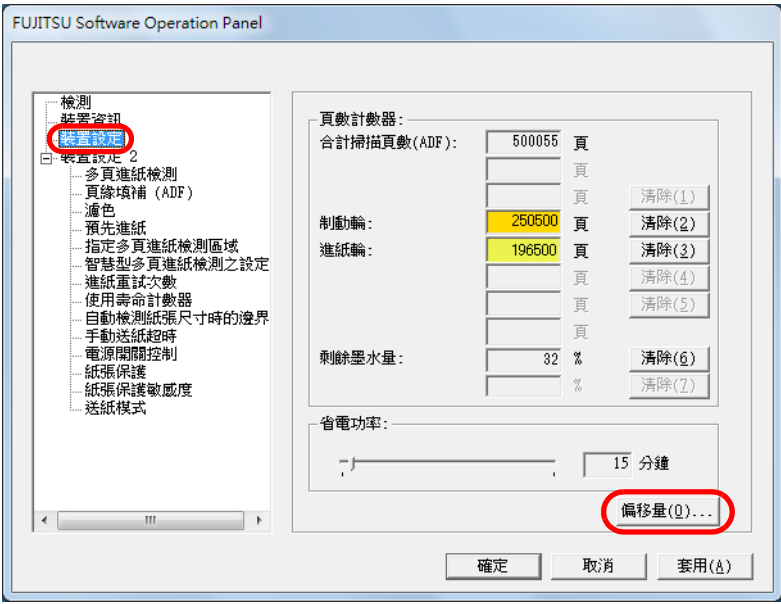 FUJITSU Software Operation Panel
檢測
裝置資訊
裝置設定
裝置設定 2
多頁進紙檢測
頁緣填補 (ADF)
濾色
預先進紙
指定多頁進紙檢測區域
智慧型多頁進紙檢測之設定
進紙重試次數
使用壽命計數器
自動檢測紙張尺寸時的邊界
手動送紙超時
電源開關控制
紙張保護
紙張保護敏感度
送紙模式
頁數計數器:
合計掃描頁數(ADF): 500055 頁
頁
頁 清除(1)
制動輪: 250500 頁 清除(2)
進紙輪: 196500 頁 清除(3)
頁 清除(4)
頁 清除(5)
頁
剩餘墨水量: 32 % 清除(6)
% 清除(7)
省電功率:
15 分鐘
偏移量(O)...
確定 取消 套用(A)